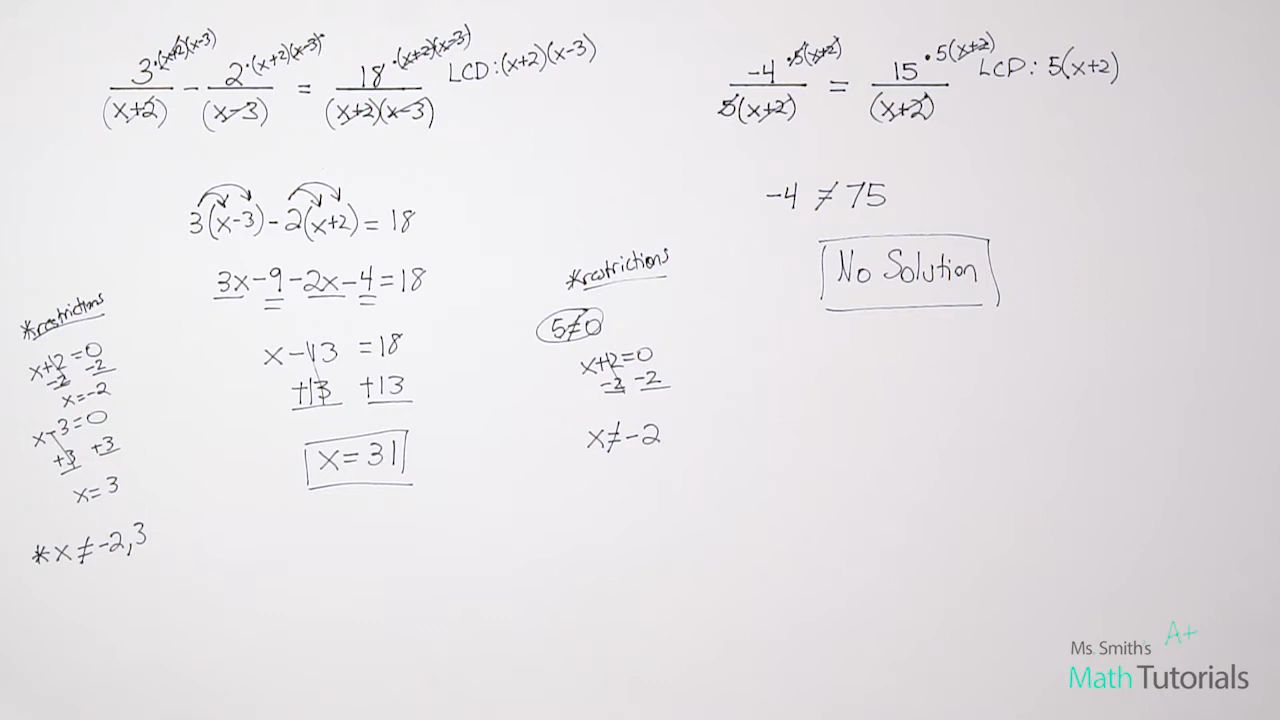 3·(x+2)(x-3) / (x+2) - 2·(x+2)(x-3) / (x-3) = 18·(x+2)(x-3) / (x+2)(x-3) LCD: (x+2)(x-3)
3(x-3)-2(x+2)=18
3x-9-2x-4=18
x-13 =18
+13 +13
x=31
*restrictions
x+2=0
-2 -2
x=-2
x-3=0
+3 +3
x=3
*x≠-2,3
-4·5(x+2) / 5(x+2) = 15·5(x+2) / (x+2) LCD: 5(x+2)
-4 ≠ 75
No Solution
*restrictions
5≠0
x+2=0
-2 -2
x≠-2
A+
Ms. Smith's
Math Tutorials